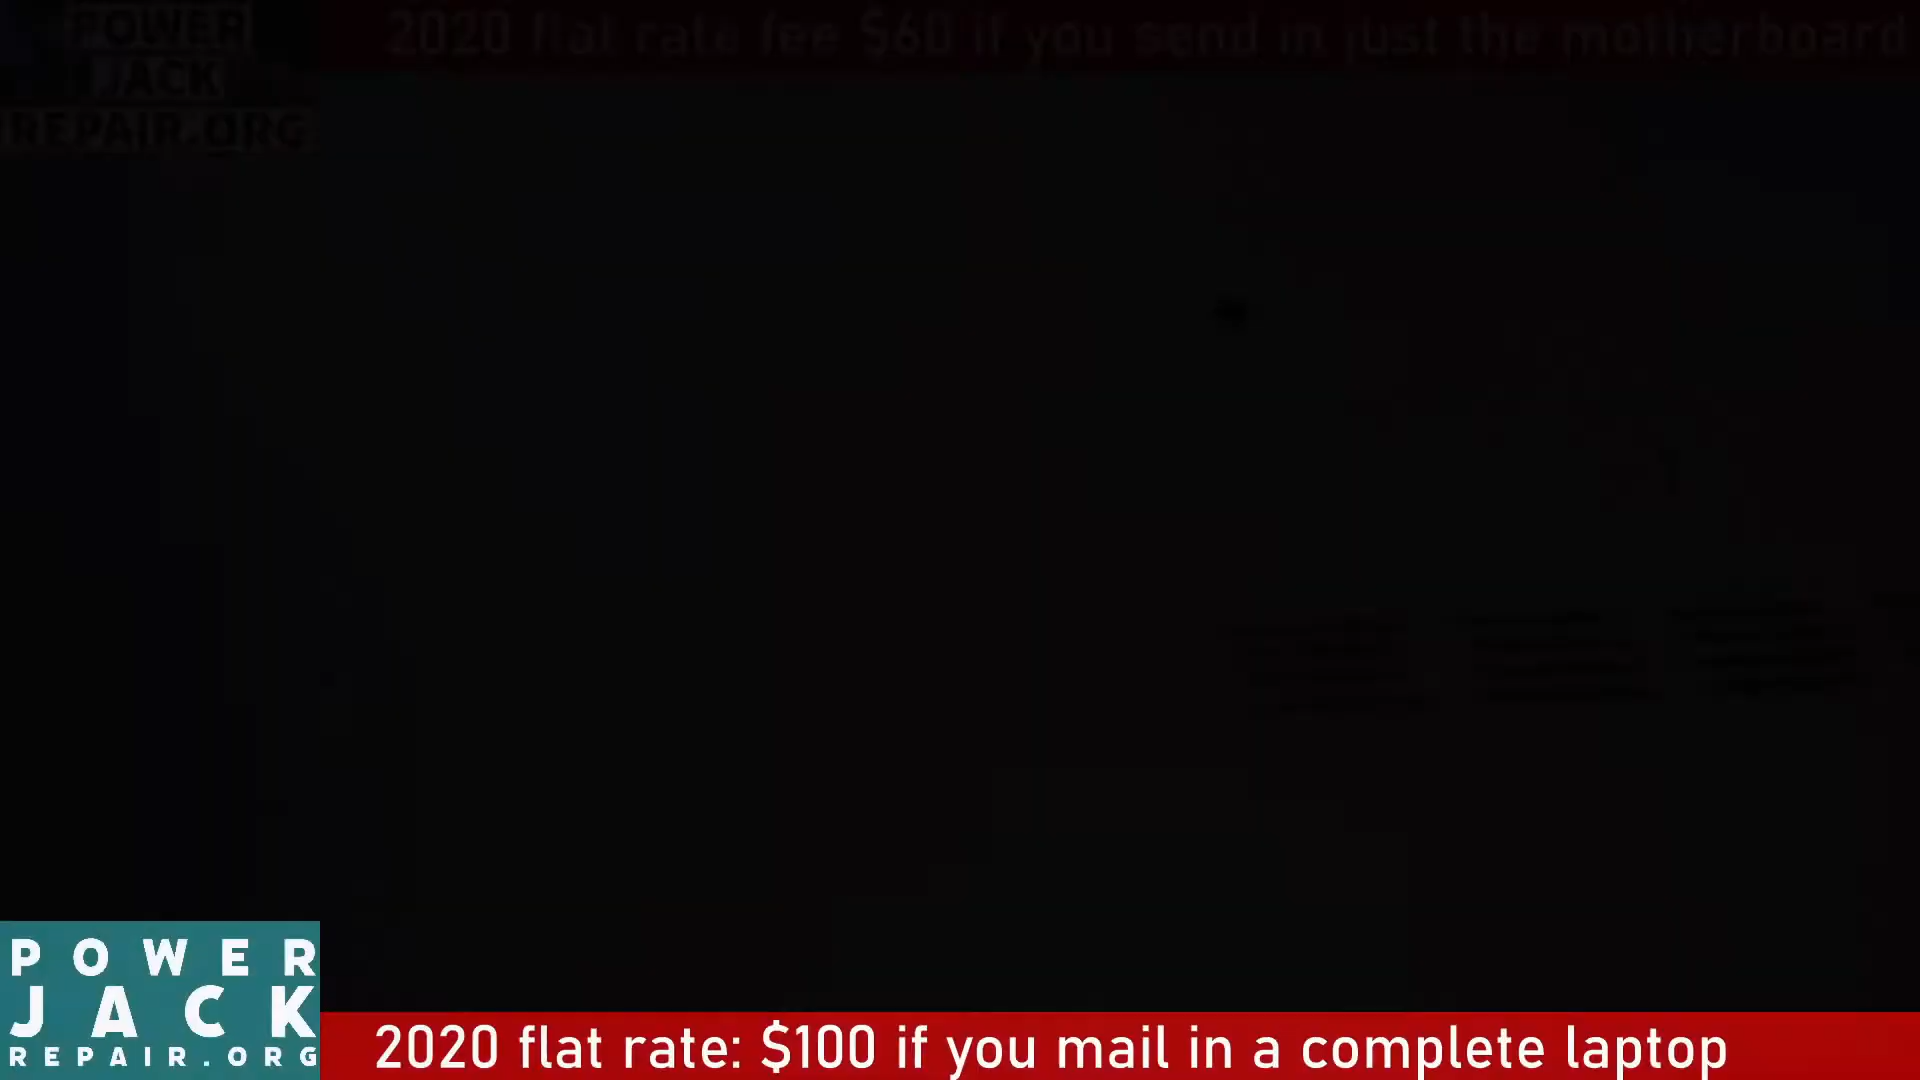 POWER
JACK
REPAIR.ORG
2020 flat rate fee $60 if you send in just the motherboard
POWER
JACK
REPAIR.ORG
2020 flat rate: $100 if you mail in a complete laptop